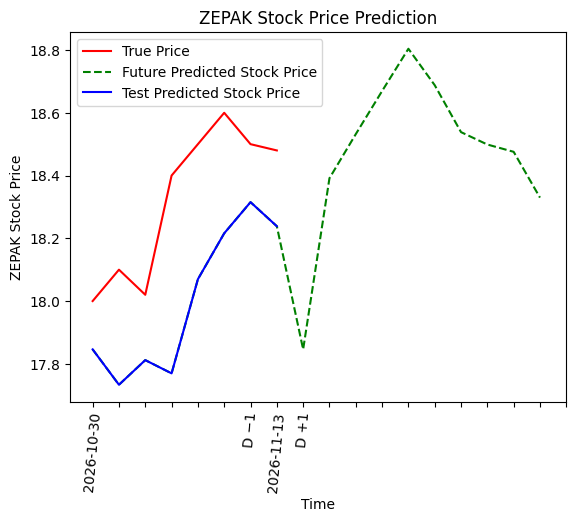 ZEPAK Stock Price Prediction
True Price
Future Predicted Stock Price
Test Predicted Stock Price
ZEPAK Stock Price
18.8
18.6
18.4
18.2
18.0
17.8
2026-10-30
D −1
2026-11-13
D +1
Time